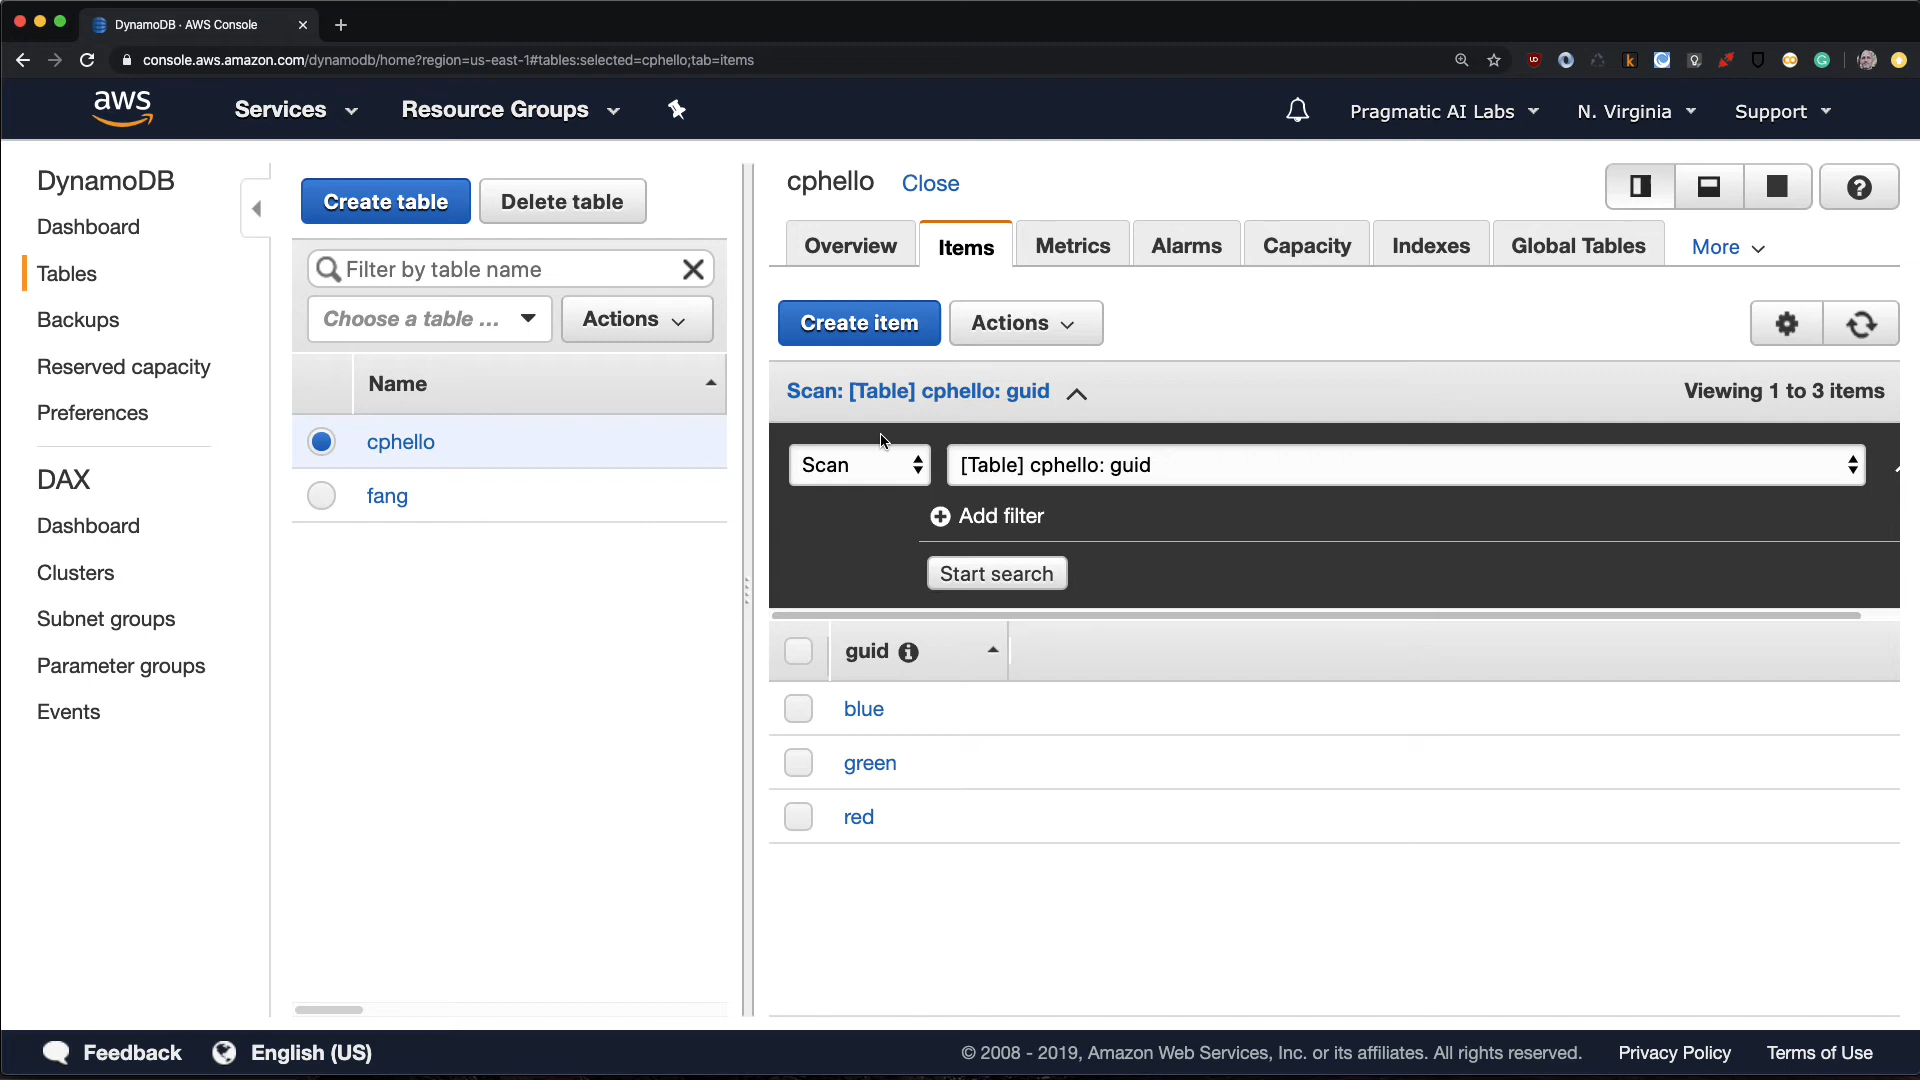 DynamoDB · AWS Console
console.aws.amazon.com/dynamodb/home?region=us-east-1#tables:selected=cphello;tab=items
aws
Services
Resource Groups
Pragmatic AI Labs
N. Virginia
Support
DynamoDB
Dashboard
Tables
Backups
Reserved capacity
Preferences
DAX
Dashboard
Clusters
Subnet groups
Parameter groups
Events
Create table
Delete table
Filter by table name
Choose a table ...
Actions
Name
cphello
fang
cphello
Close
Overview
Items
Metrics
Alarms
Capacity
Indexes
Global Tables
More
Create item
Actions
Scan: [Table] cphello: guid
Viewing 1 to 3 items
Scan
[Table] cphello: guid
Add filter
Start search
guid
blue
green
red
Feedback
English (US)
© 2008 - 2019, Amazon Web Services, Inc. or its affiliates. All rights reserved.
Privacy Policy
Terms of Use